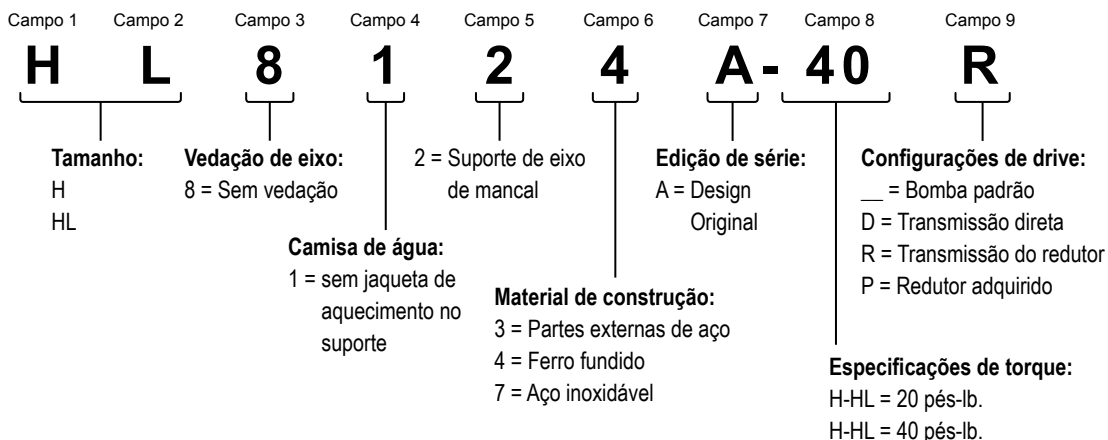 Campo 1 Campo 2 Campo 3 Campo 4 Campo 5 Campo 6 Campo 7 Campo 8 Campo 9
H L 8 1 2 4 A - 40 R
Tamanho:
H
HL
Vedação de eixo:
8 = Sem vedação
Camisa de água:
1 = sem jaqueta de
aquecimento no
suporte
2 = Suporte de eixo
de mancal
Material de construção:
3 = Partes externas de aço
4 = Ferro fundido
7 = Aço inoxidável
Edição de série:
A = Design
Original
Configurações de drive:
__ = Bomba padrão
D = Transmissão direta
R = Transmissão do redutor
P = Redutor adquirido
Especificações de torque:
H-HL = 20 pés-lb.
H-HL = 40 pés-lb.